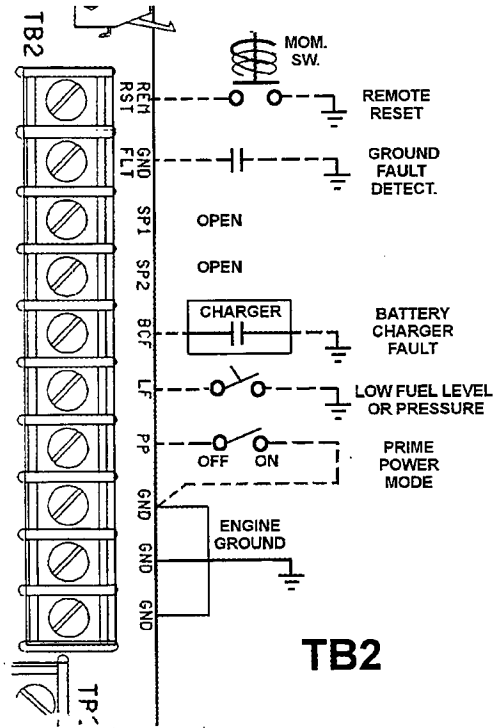 TB2
MOM.
SW.
REM
RST
REMOTE
RESET
GND
FLT
GROUND
FAULT
DETECT.
SP1
OPEN
SP2
OPEN
BCF
CHARGER
BATTERY
CHARGER
FAULT
LF
LOW FUEL LEVEL
OR PRESSURE
PP
OFF ON
PRIME
POWER
MODE
GND
ENGINE
GROUND
GND
GND
TB2